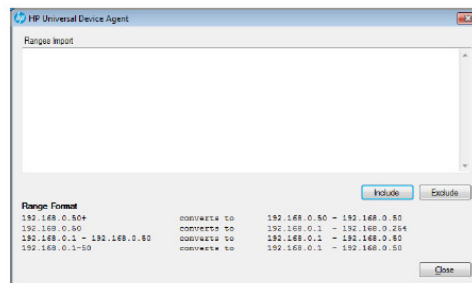 HP Universal Device Agent
Ranges Import
Include Exclude
Range Format
192.168.0.50+ converts to 192.168.0.50 - 192.168.0.50
192.168.0.50 converts to 192.168.0.1 - 192.168.0.254
192.168.0.1 - 192.168.0.50 converts to 192.168.0.1 - 192.168.0.50
192.168.0.1-50 converts to 192.168.0.1 - 192.168.0.50
Close